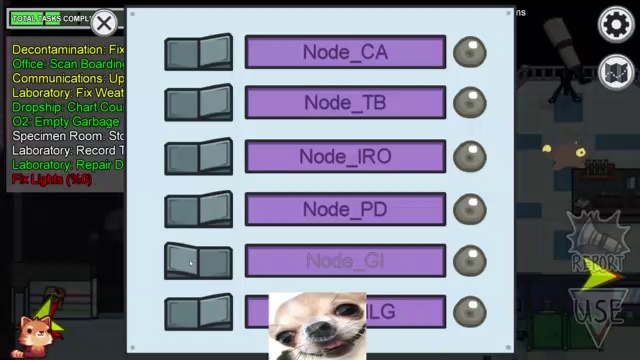 TOTAL TASKS COMPL
Decontamination: Fix
Office: Scan Boarding
Communications: Up
Laboratory: Fix Weat
Dropship: Chart Cou
O2: Empty Garbage
Specimen Room: Sto
Laboratory: Record T
Laboratory: Repair D
Fix Lights (%0)
Node_CA
Node_TB
Node_IRO
Node_PD
Node_GI
LG
REPORT
USE